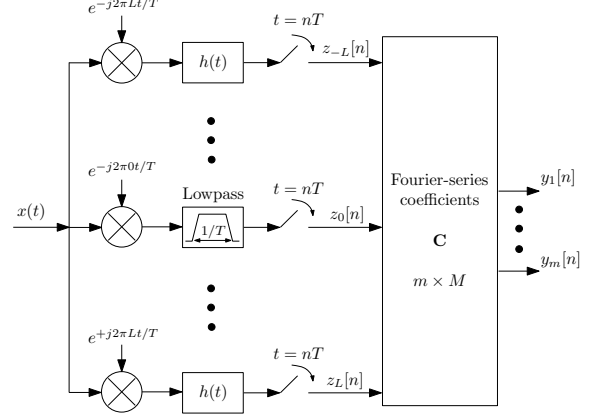 e^{-j2πLt/T}
h(t)
t = nT
z_{-L}[n]
e^{-j2π0t/T}
x(t)
Lowpass
1/T
t = nT
z_0[n]
Fourier-series
coefficients
C
m × M
y_1[n]
y_m[n]
e^{+j2πLt/T}
h(t)
t = nT
z_L[n]